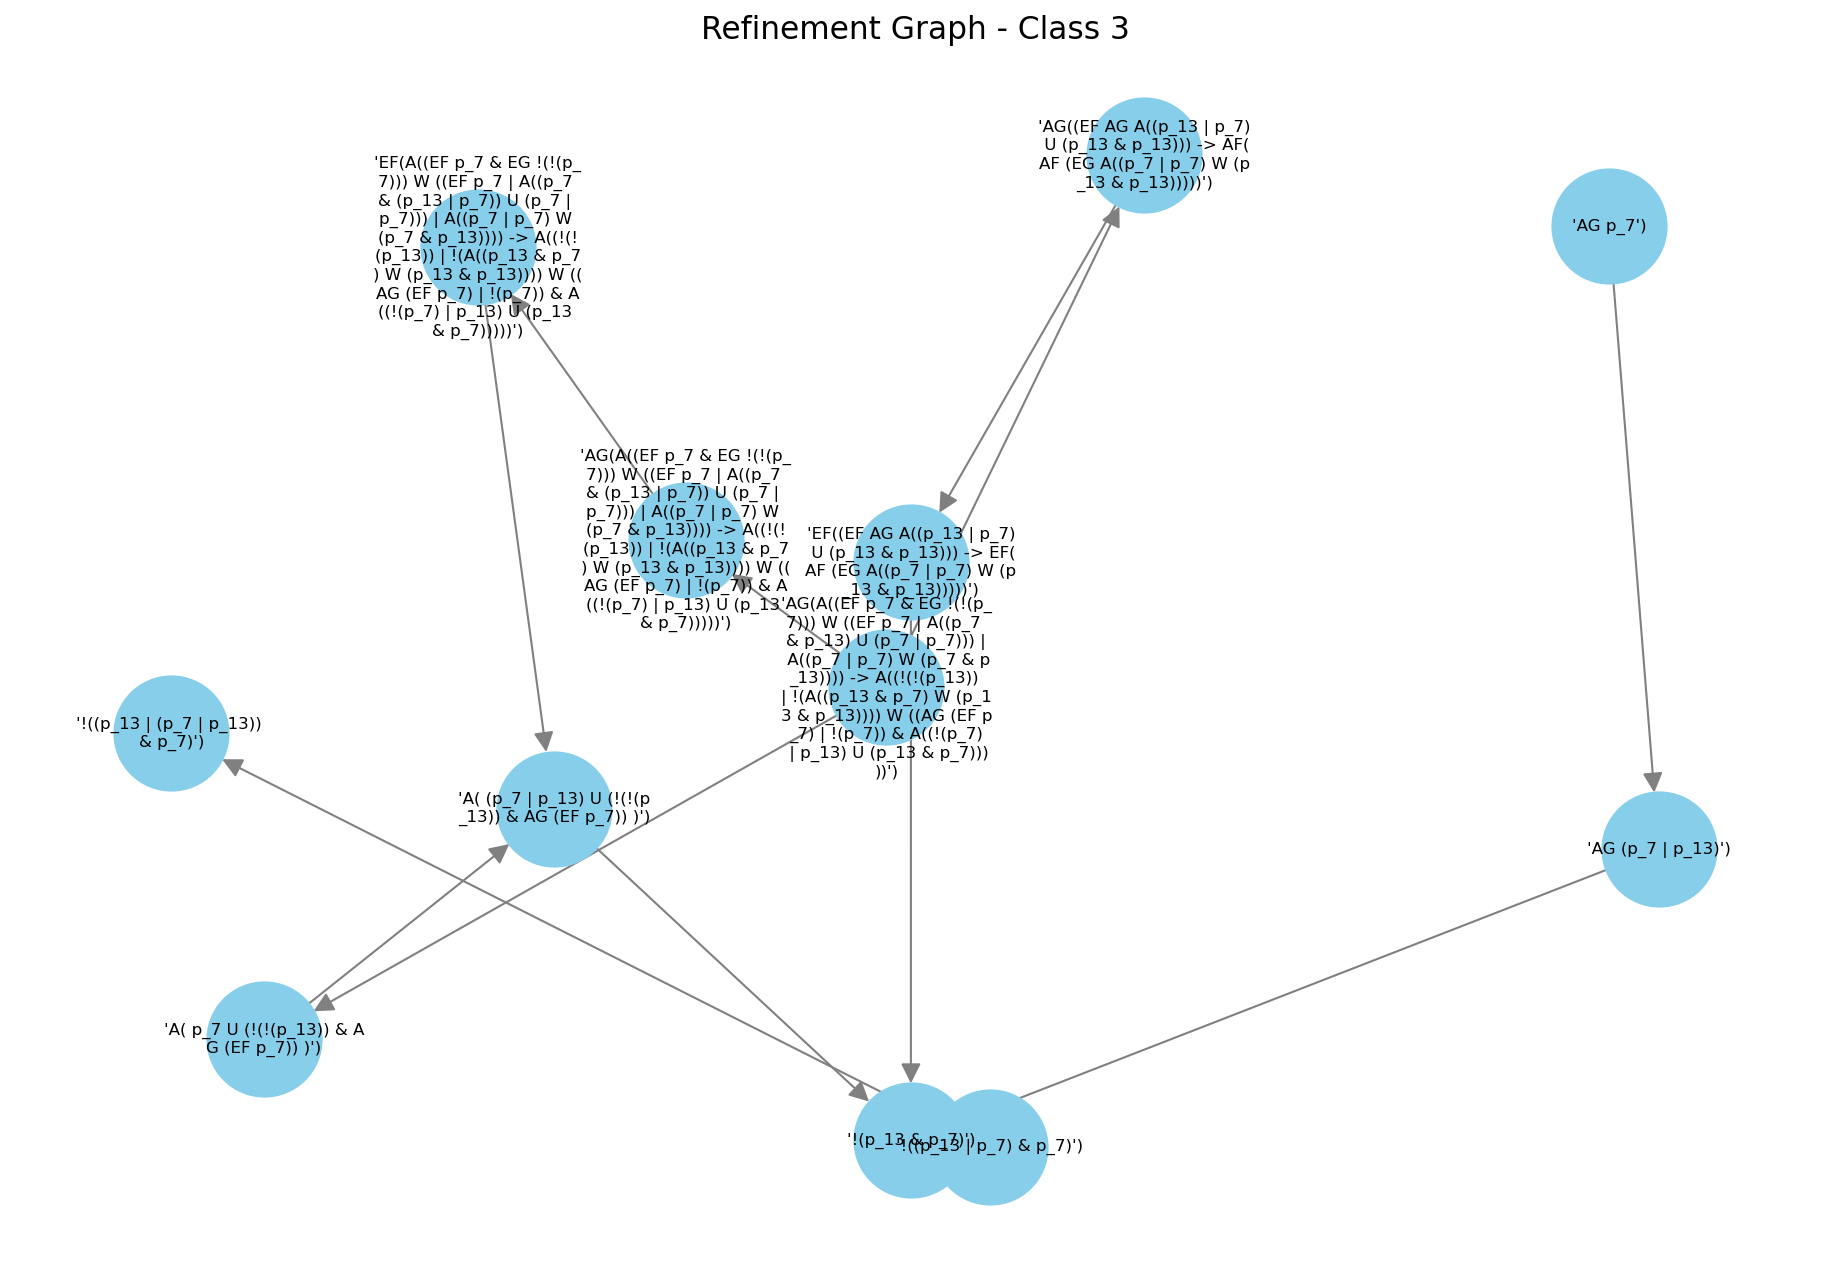 Refinement Graph - Class 3
'AG((EF AG A((p_13 | p_7)
U (p_13 & p_13))) -> AF(
AF (EG A((p_7 | p_7) W (p
_13 & p_13)))))')
'EF(A((EF p_7 & EG !(!(p_
7))) W ((EF p_7 | A((p_7
& (p_13 | p_7)) U (p_7 |
p_7))) | A((p_7 | p_7) W
(p_7 & p_13)))) -> A((!(!
(p_13)) | !(A((p_13 & p_7
) W (p_13 & p_13)))) W ((
AG (EF p_7) | !(p_7)) & A
((!(p_7) | p_13) U (p_13
& p_7)))))')
'AG p_7')
'AG(A((EF p_7 & EG !(!(p_
7))) W ((EF p_7 | A((p_7
& (p_13 | p_7)) U (p_7 |
p_7))) | A((p_7 | p_7) W
(p_7 & p_13)))) -> A((!(!
(p_13)) | !(A((p_13 & p_7
) W (p_13 & p_13)))) W ((
AG (EF p_7) | !(p_7)) & A
((!(p_7) | p_13) U (p_13
& p_7)))))')
'EF((EF AG A((p_13 | p_7)
U (p_13 & p_13))) -> EF(
AF (EG A((p_7 | p_7) W (p
_13 & p_13)))))')
'AG(A((EF p_7 & EG !(!(p_
7))) W ((EF p_7 | A((p_7
& p_13) U (p_7 | p_7))) |
A((p_7 | p_7) W (p_7 & p
_13)))) -> A((!(!(p_13))
| !(A((p_13 & p_7) W (p_1
3 & p_13)))) W ((AG (EF p
_7) | !(p_7)) & A((!(p_7)
| p_13) U (p_13 & p_7)))
))')
'!((p_13 | (p_7 | p_13))
& p_7)')
'A( (p_7 | p_13) U (!(!(p
_13)) & AG (EF p_7)) )')
'AG (p_7 | p_13)')
'A( p_7 U (!(!(p_13)) & A
G (EF p_7)) )')
'!(p_13 & p_7)')
'!((p_13 | p_7) & p_7)')